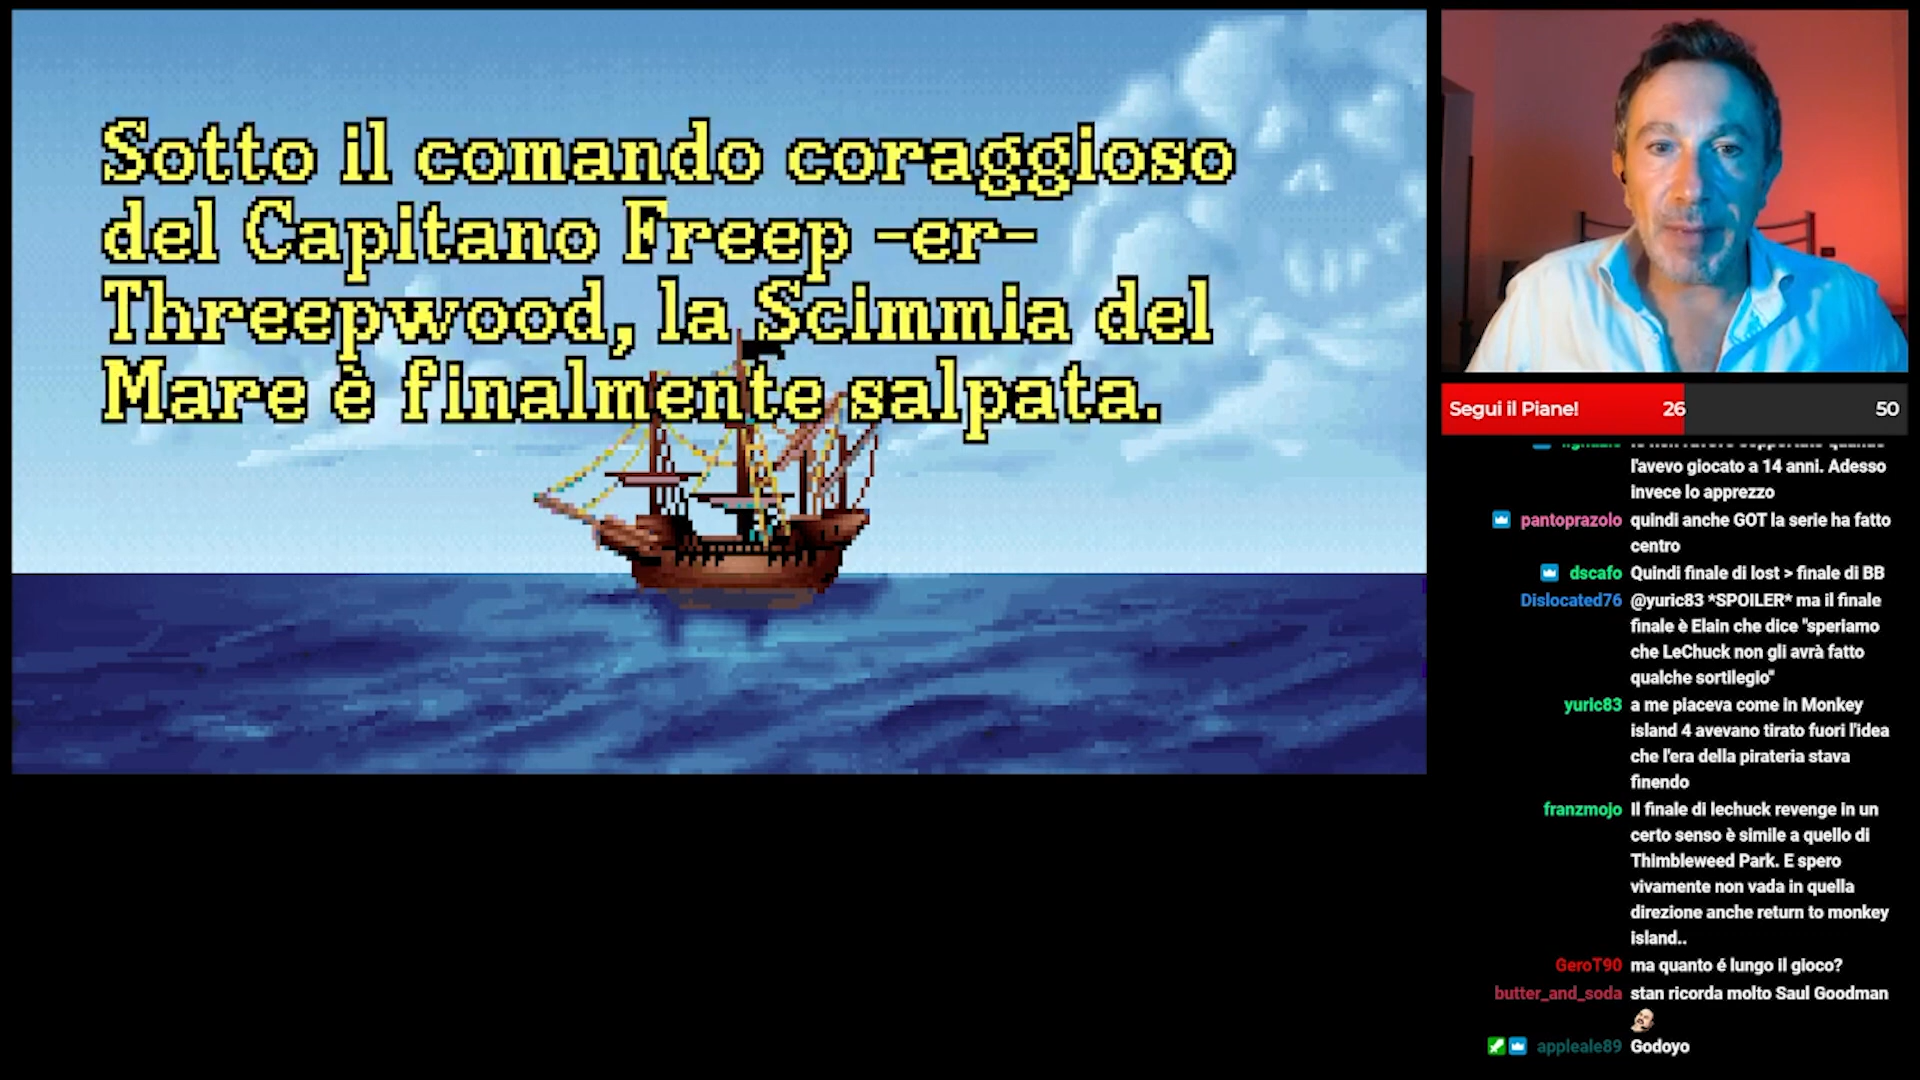 Sotto il comando coraggioso
del Capitano Freep -er-
Threepwood, la Scimmia del
Mare è finalmente salpata.
Segui il Piane! 26 50
l'avevo giocato a 14 anni. Adesso
invece lo apprezzo
pantoprazolo quindi anche GOT la serie ha fatto
centro
dscafo Quindi finale di lost > finale di BB
Dislocated76 @yuric83 *SPOILER* ma il finale
finale è Elain che dice "speriamo
che LeChuck non gli avrà fatto
qualche sortilegio"
yuric83 a me piaceva come in Monkey
island 4 avevano tirato fuori l'idea
che l'era della pirateria stava
finendo
franzmojo Il finale di lechuck revenge in un
certo senso è simile a quello di
Thimbleweed Park. E spero
vivamente non vada in quella
direzione anche return to monkey
island..
GeroT90 ma quanto é lungo il gioco?
butter_and_soda stan ricorda molto Saul Goodman
appleale89 Godoyo